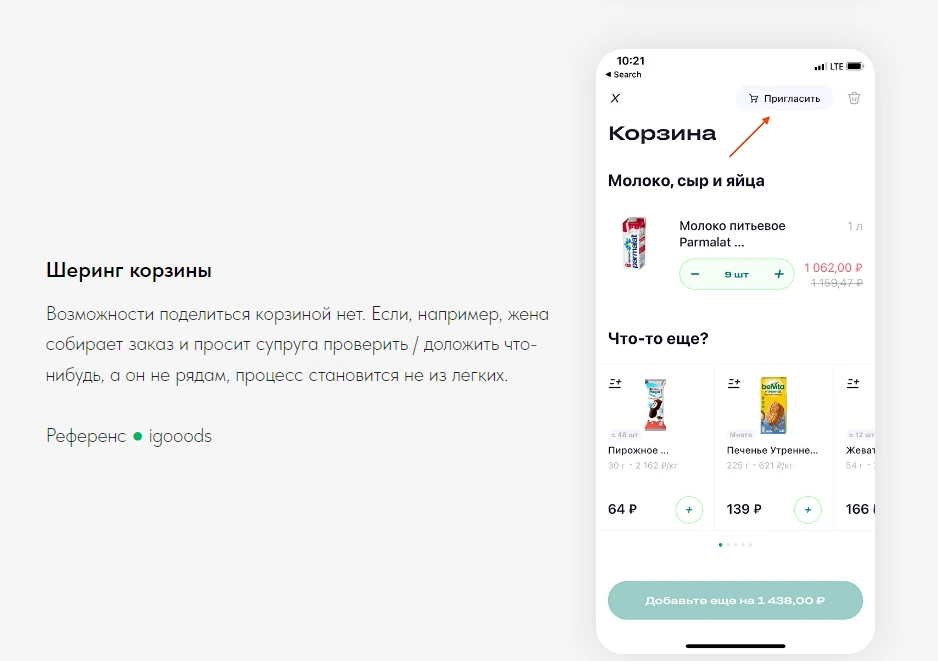 Шеринг корзины
Возможности поделиться корзиной нет. Если, например, жена
собирает заказ и просит супруга проверить / доложить что-
нибудь, а он не рядам, процесс становится не из легких.
Референс ● igooods
10:21
LTE
◀ Search
X
Пригласить
Корзина
Молоко, сыр и яйца
parmalat
Молоко питьевое
1 л
Parmalat ...
− 9 шт +
1 062,00 ₽
1 159,47 ₽
Что-то еще?
belVita
≈ 48 шт
Много
≈ 12 шт
Пирожное ...
Печенье Утренне...
Жеват
30 г · 2 162 ₽/кг
225 г · 621 ₽/кг
54 г ·
64 ₽
+
139 ₽
+
166
Добавьте еще на 1 438,00 ₽